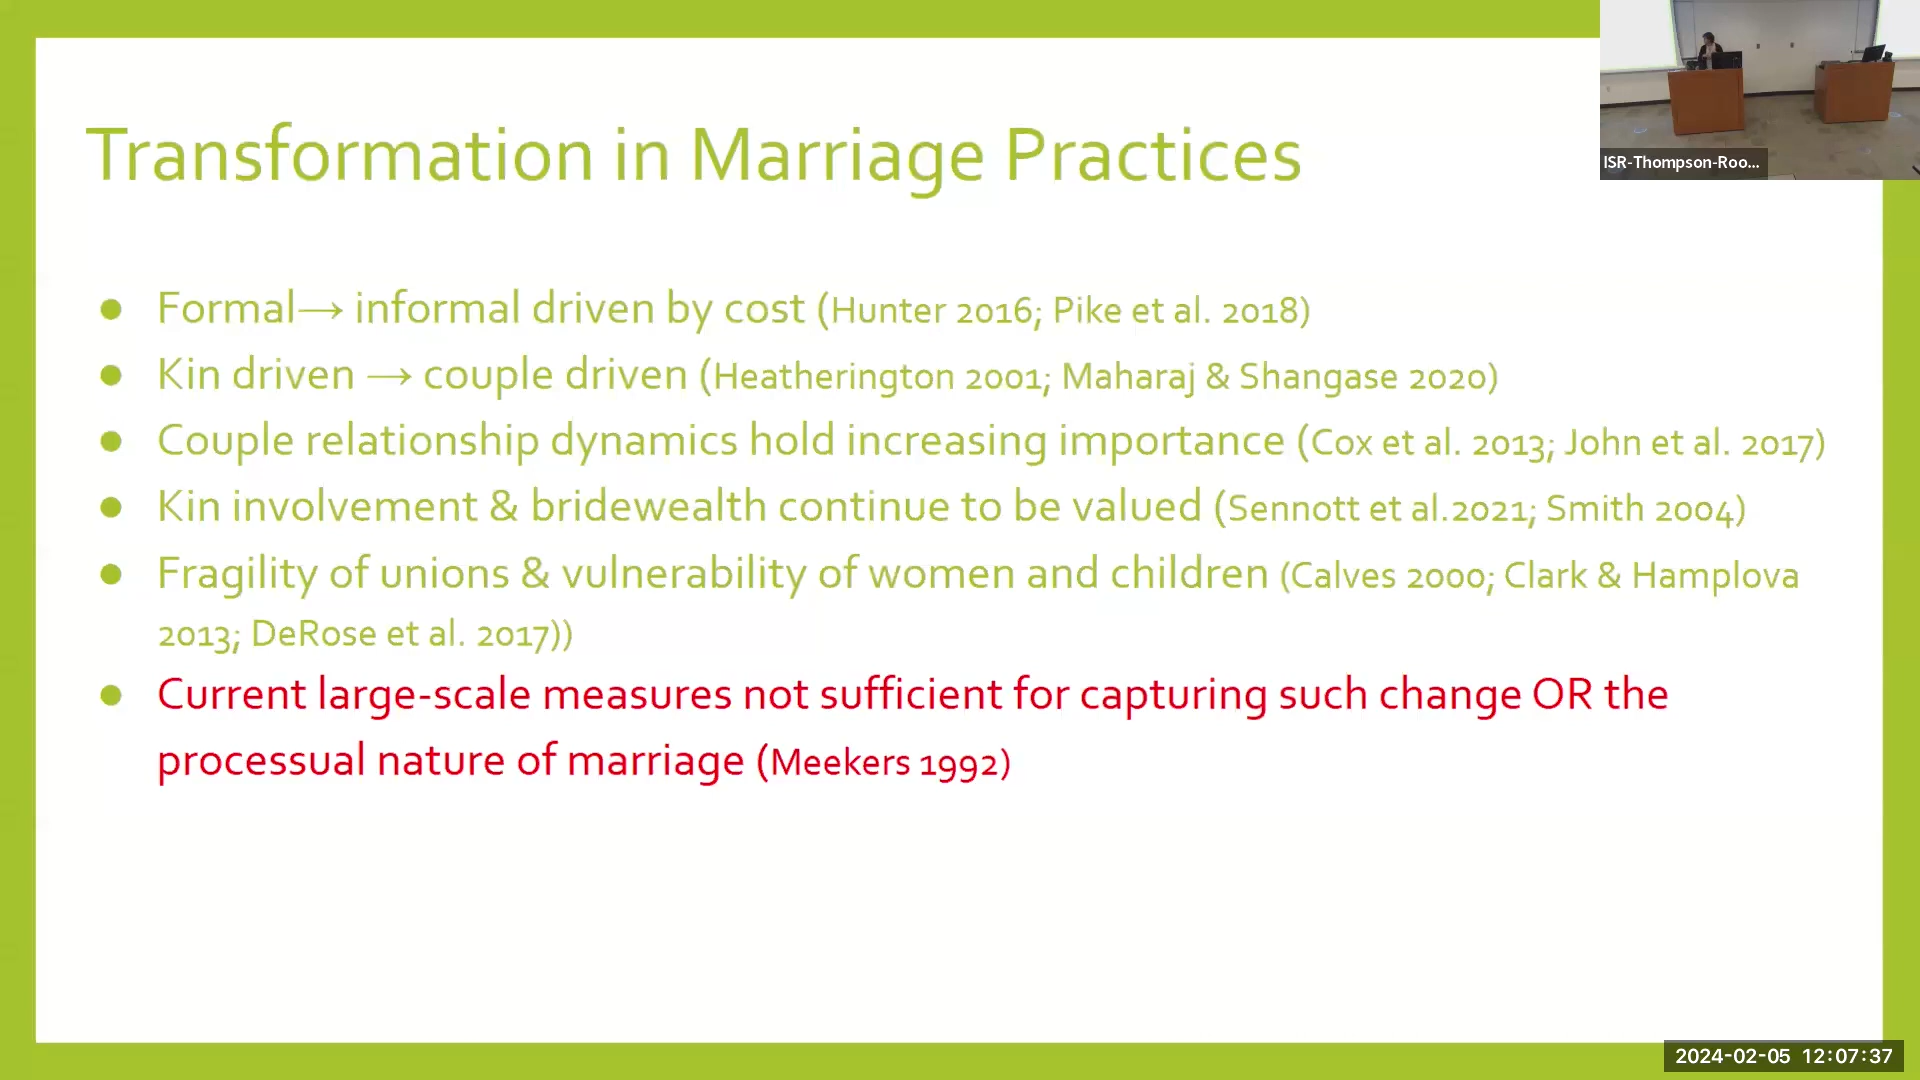 Transformation in Marriage Practices
ISR-Thompson-Roo...
● Formal→ informal driven by cost (Hunter 2016; Pike et al. 2018)
● Kin driven → couple driven (Heatherington 2001; Maharaj & Shangase 2020)
● Couple relationship dynamics hold increasing importance (Cox et al. 2013; John et al. 2017)
● Kin involvement & bridewealth continue to be valued (Sennott et al.2021; Smith 2004)
● Fragility of unions & vulnerability of women and children (Calves 2000; Clark & Hamplova
2013; DeRose et al. 2017))
● Current large-scale measures not sufficient for capturing such change OR the
processual nature of marriage (Meekers 1992)
2024-02-05 12:07:37